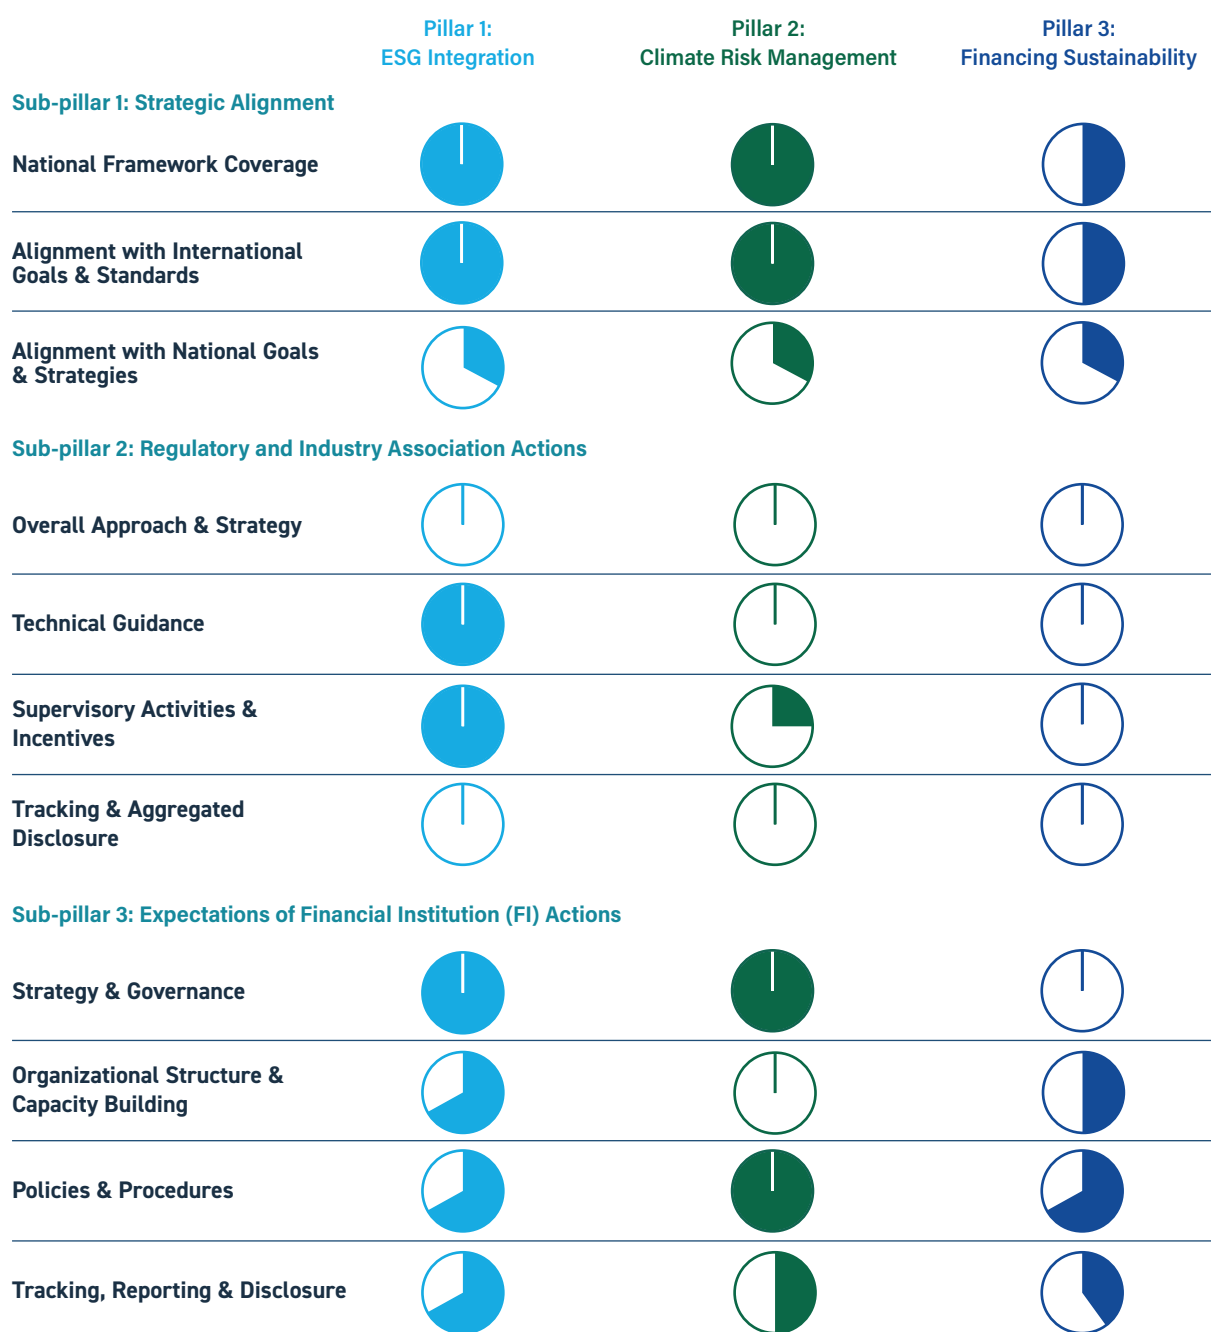 Pillar 1:
ESG Integration
Pillar 2:
Climate Risk Management
Pillar 3:
Financing Sustainability
Sub-pillar 1: Strategic Alignment
National Framework Coverage
Alignment with International
Goals & Standards
Alignment with National Goals
& Strategies
Sub-pillar 2: Regulatory and Industry Association Actions
Overall Approach & Strategy
Technical Guidance
Supervisory Activities &
Incentives
Tracking & Aggregated
Disclosure
Sub-pillar 3: Expectations of Financial Institution (FI) Actions
Strategy & Governance
Organizational Structure &
Capacity Building
Policies & Procedures
Tracking, Reporting & Disclosure